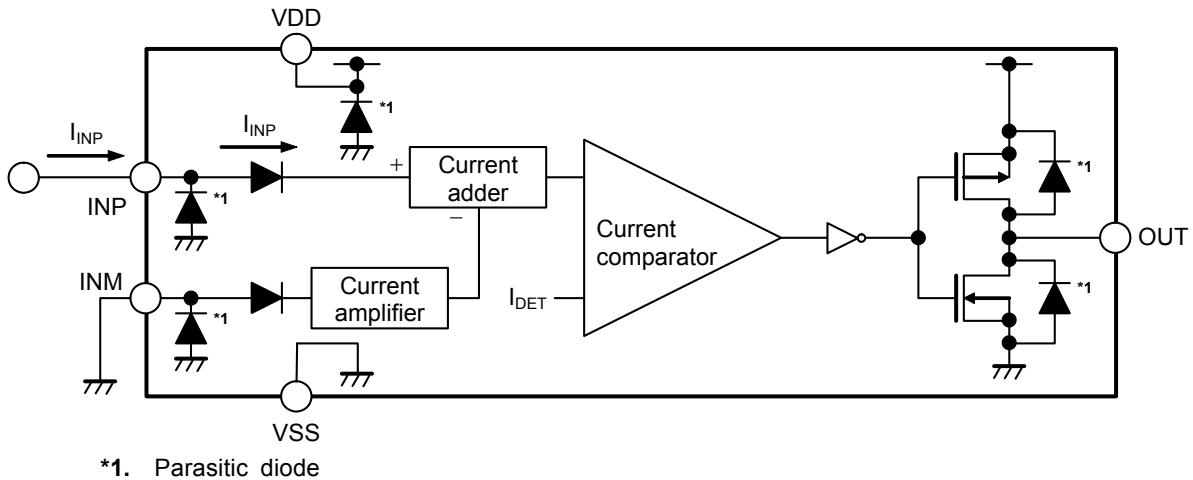 VDD
*1
I_INP
I_INP
+
Current
adder
*1
INP
−
Current
comparator
*1
OUT
INM
Current
amplifier
*1
I_DET
*1
VSS
*1. Parasitic diode